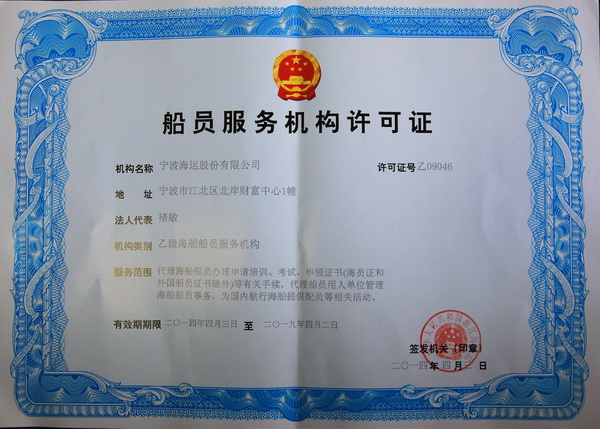 船员服务机构许可证
机构名称 宁波海运股份有限公司 许可证号乙09046
地 址 宁波市江北区北岸财富中心1幢
法人代表 褚敏
机构类别 乙级海船船员服务机构
服务范围 代理海船船员办理申请培训、考试、申领证书(海员证和
外国船员证书除外)等有关手续,代理船员用人单位管理
海船船员事务,为国内航行海船提供配员等相关活动。
有效期期限 二〇一四年四月三日 至 二〇一九年四月二日
签发机关(印章)
二〇一四年四月 日